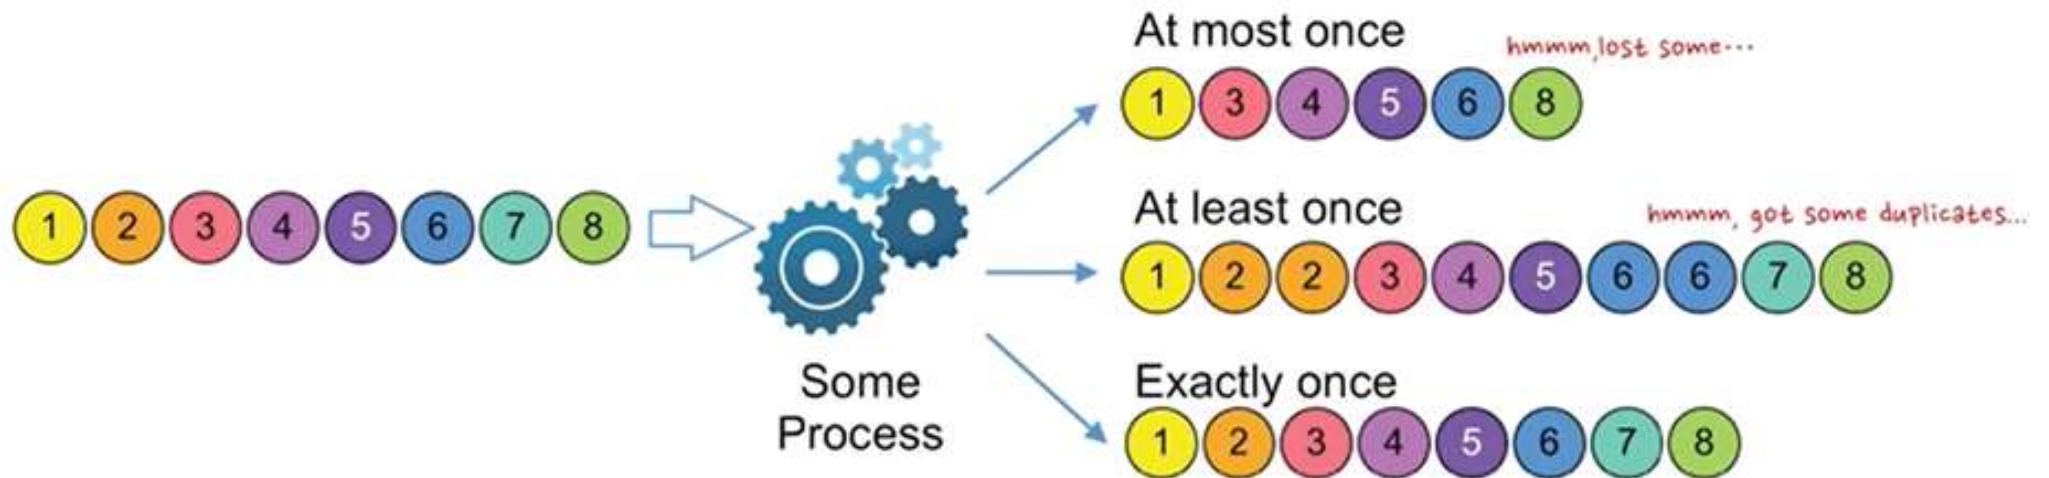 1 2 3 4 5 6 7 8
Some
Process
At most once
hmmm,lost some...
1 3 4 5 6 8
At least once
hmmm, got some duplicates...
1 2 2 3 4 5 6 6 7 8
Exactly once
1 2 3 4 5 6 7 8